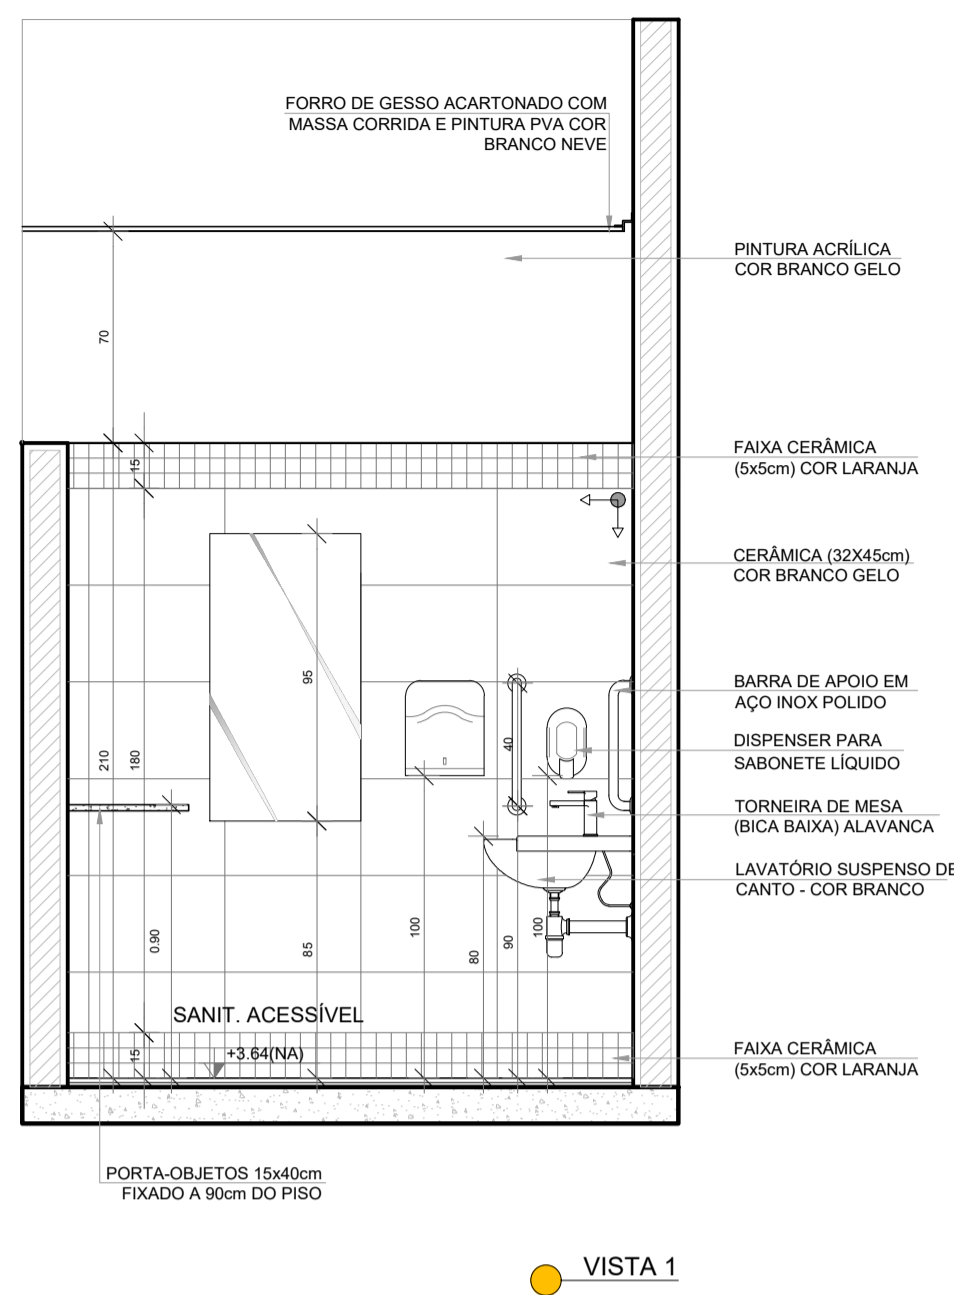 FORRO DE GESSO ACARTONADO COM
MASSA CORRIDA E PINTURA PVA COR
BRANCO NEVE
PINTURA ACRÍLICA
COR BRANCO GELO
70
FAIXA CERÂMICA
(5x5cm) COR LARANJA
15
CERÂMICA (32X45cm)
COR BRANCO GELO
95
BARRA DE APOIO EM
AÇO INOX POLIDO
40
DISPENSER PARA
SABONETE LÍQUIDO
210
180
TORNEIRA DE MESA
(BICA BAIXA) ALAVANCA
LAVATÓRIO SUSPENSO DE
CANTO - COR BRANCO
0.90
85
100
80
90
100
SANIT. ACESSÍVEL
+3.64(NA)
15
FAIXA CERÂMICA
(5x5cm) COR LARANJA
PORTA-OBJETOS 15x40cm
FIXADO A 90cm DO PISO
VISTA 1